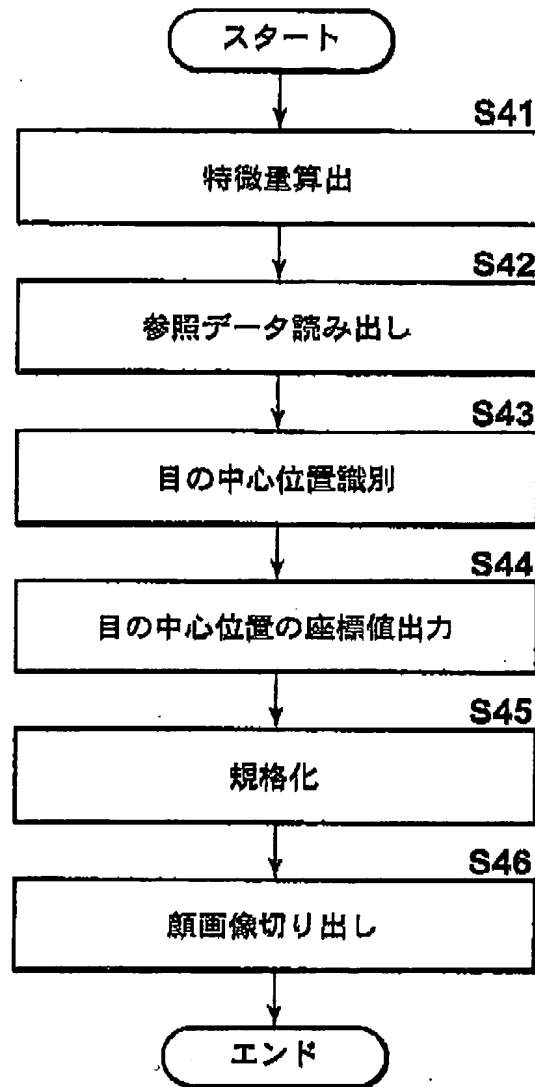 スタート
S41
特徴量算出
S42
参照データ読み出し
S43
目の中心位置識別
S44
目の中心位置の座標値出力
S45
規格化
S46
顔画像切り出し
エンド